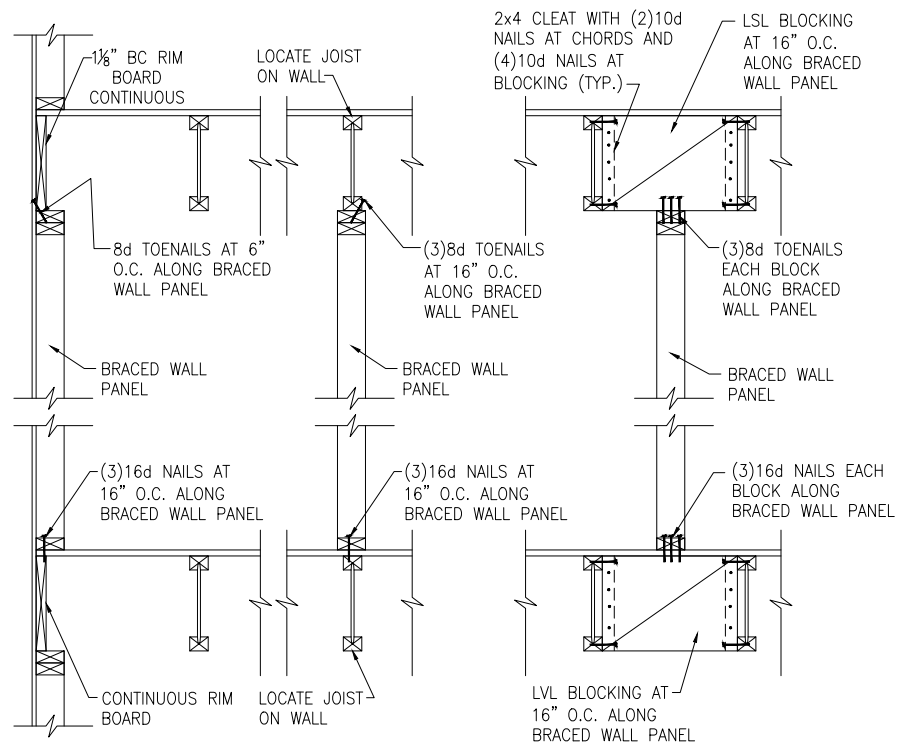 1⅛” BC RIM
BOARD
CONTINUOUS
LOCATE JOIST
ON WALL
2x4 CLEAT WITH (2)10d
NAILS AT CHORDS AND
(4)10d NAILS AT
BLOCKING (TYP.)
LSL BLOCKING
AT 16” O.C.
ALONG BRACED
WALL PANEL
8d TOENAILS AT 6”
O.C. ALONG BRACED
WALL PANEL
(3)8d TOENAILS
AT 16” O.C.
ALONG BRACED
WALL PANEL
(3)8d TOENAILS
EACH BLOCK
ALONG BRACED
WALL PANEL
BRACED WALL
PANEL
BRACED WALL
PANEL
BRACED WALL
PANEL
(3)16d NAILS AT
16” O.C. ALONG
BRACED WALL PANEL
(3)16d NAILS AT
16” O.C. ALONG
BRACED WALL PANEL
(3)16d NAILS EACH
BLOCK ALONG
BRACED WALL PANEL
CONTINUOUS RIM
BOARD
LOCATE JOIST
ON WALL
LVL BLOCKING AT
16” O.C. ALONG
BRACED WALL PANEL